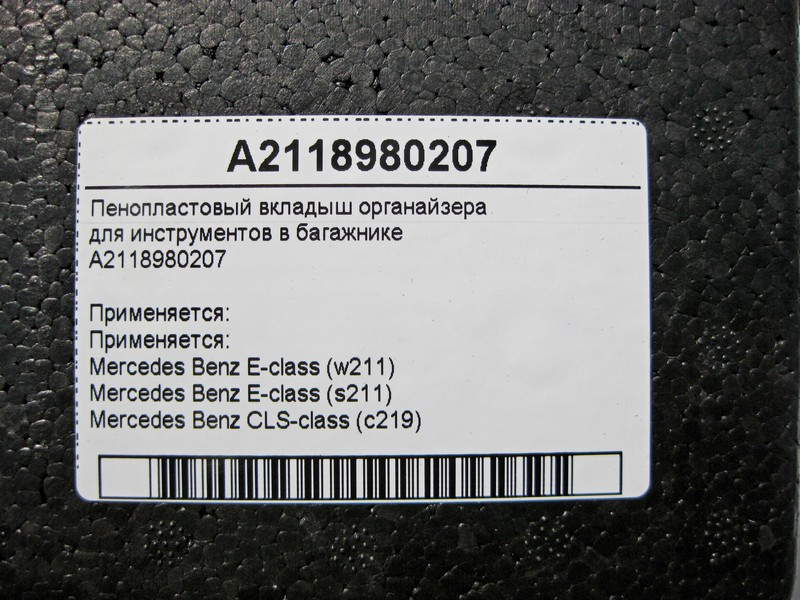 A2118980207
Пенопластовый вкладыш органайзера
для инструментов в багажнике
A2118980207
Применяется:
Применяется:
Mercedes Benz E-class (w211)
Mercedes Benz E-class (s211)
Mercedes Benz CLS-class (c219)